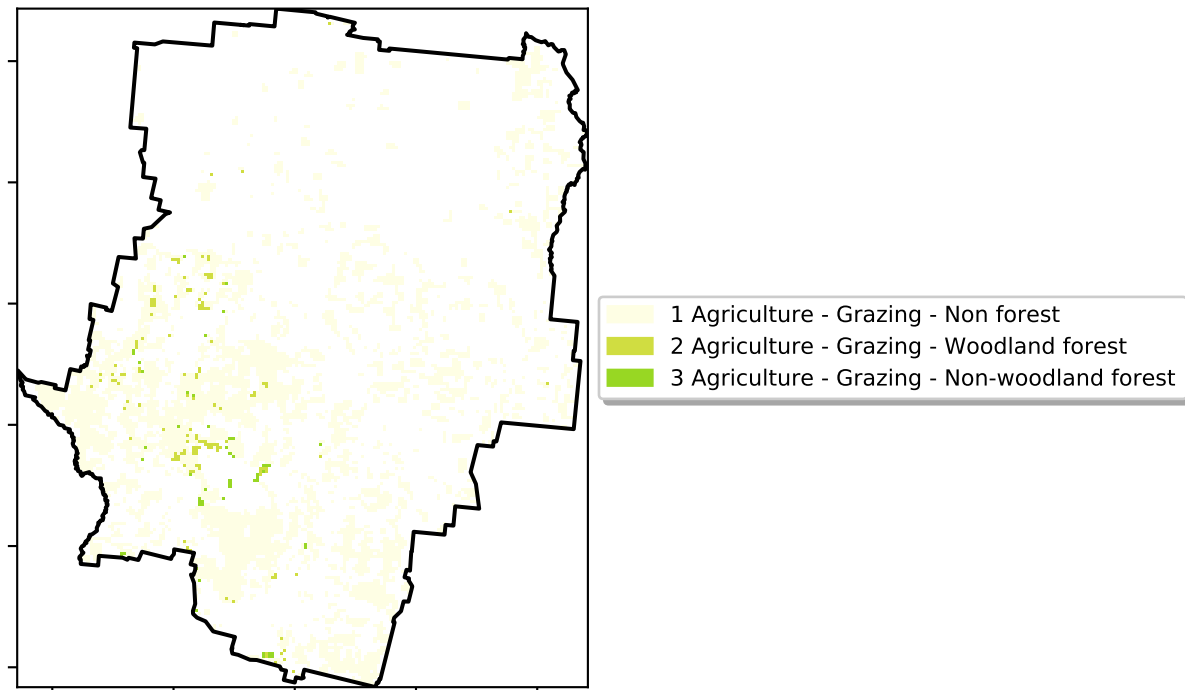 1 Agriculture - Grazing - Non forest
2 Agriculture - Grazing - Woodland forest
3 Agriculture - Grazing - Non-woodland forest